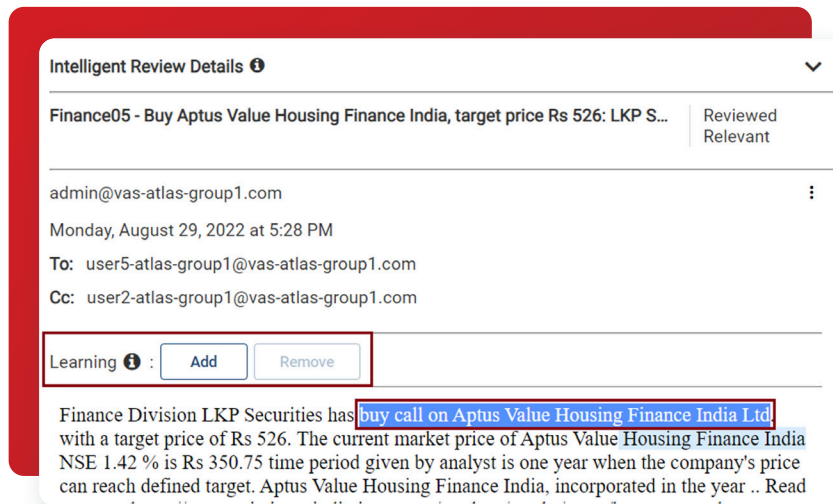 Intelligent Review Details
Finance05 - Buy Aptus Value Housing Finance India, target price Rs 526: LKP S...
Reviewed
Relevant
admin@vas-atlas-group1.com
Monday, August 29, 2022 at 5:28 PM
To: user5-atlas-group1@vas-atlas-group1.com
Cc: user2-atlas-group1@vas-atlas-group1.com
Learning : Add Remove
Finance Division LKP Securities has buy call on Aptus Value Housing Finance India Ltd.
with a target price of Rs 526. The current market price of Aptus Value Housing Finance India
NSE 1.42 % is Rs 350.75 time period given by analyst is one year when the company's price
can reach defined target. Aptus Value Housing Finance India, incorporated in the year .. Read